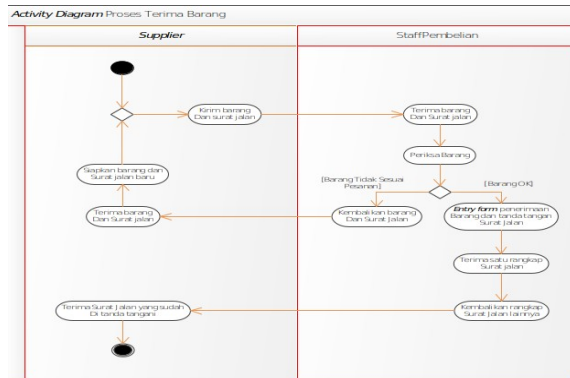 Activity Diagram Proses Terima Barang
Supplier
StaffPembelian
Kirim barang
Dan surat jalan
Terima barang
Dan Surat jalan
Periksa Barang
[Barang Tidak Sesuai
Pesanan]
[Barang OK]
Siapkan barang dan
Surat jalan baru
Terima barang
Dan Surat jalan
Kembalikan barang
Dan Surat Jalan
Entry form penerimaan
Barang dan tanda tangan
Surat Jalan
Terima satu rangkap
Surat jalan
Terima Surat Jalan yang sudah
Di tanda tangani
Kembalikan rangkap
Surat Jalan lainnya